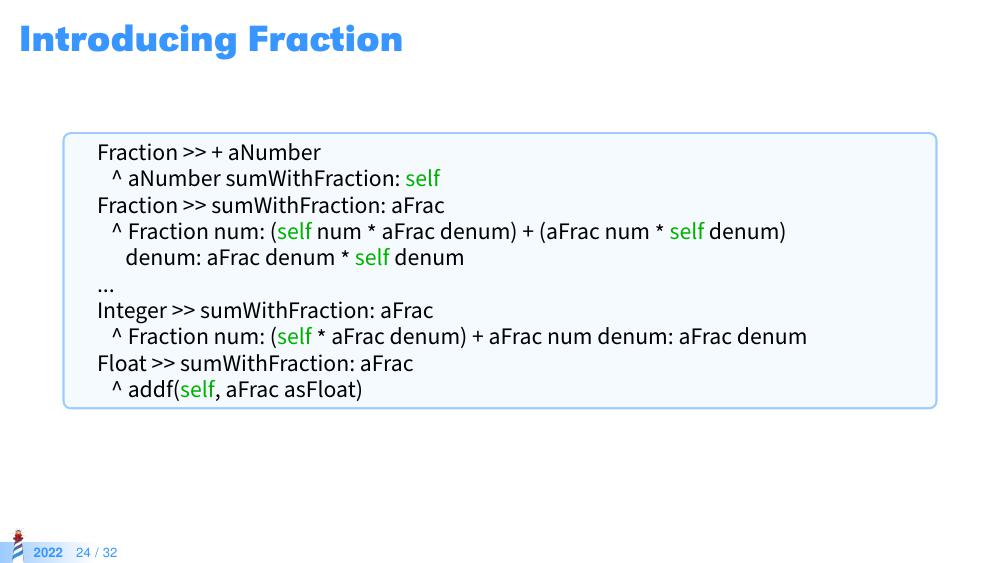 Introducing Fraction
Fraction >> + aNumber
^ aNumber sumWithFraction: self
Fraction >> sumWithFraction: aFrac
^ Fraction num: (self num * aFrac denum) + (aFrac num * self denum)
denum: aFrac denum * self denum
...
Integer >> sumWithFraction: aFrac
^ Fraction num: (self * aFrac denum) + aFrac num denum: aFrac denum
Float >> sumWithFraction: aFrac
^ addf(self, aFrac asFloat)
2022 24 / 32